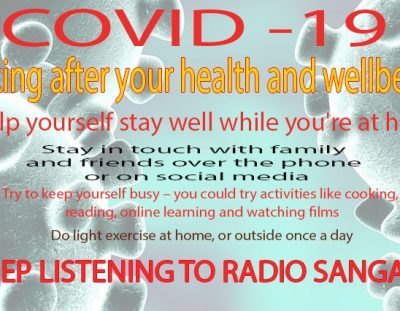 COVID –19
king after your health and wellbe
lp yourself stay well while you're at h
Stay in touch with family
and friends over the phone
or on social media
Try to keep yourself busy – you could try activities like cooking,
reading, online learning and watching films
Do light exercise at home, or outside once a day
EP LISTENING TO RADIO SANGA